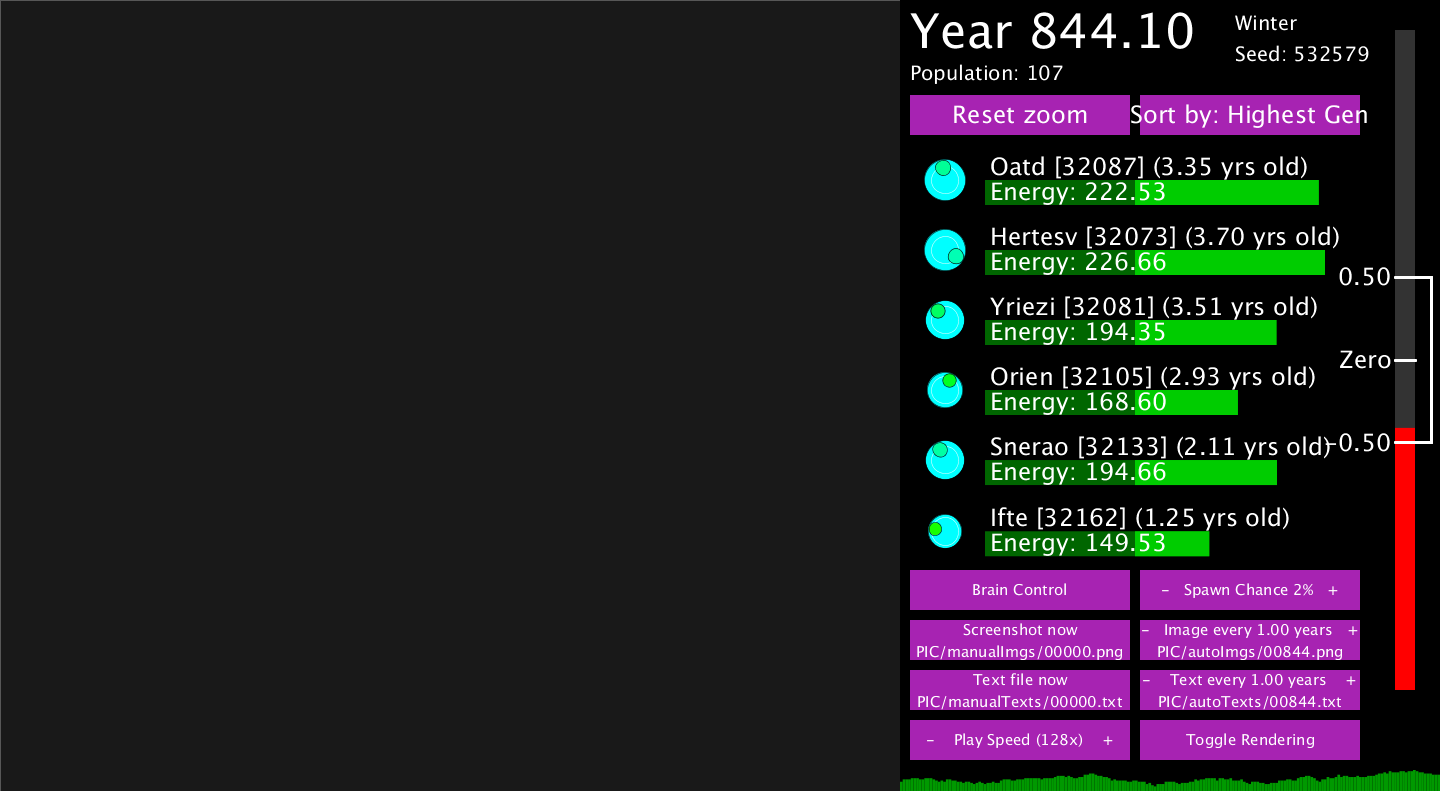 Year 844.10
Winter
Seed: 532579
Population: 107
Reset zoom
Sort by: Highest Gen
Oatd [32087] (3.35 yrs old)
Energy: 222.53
Hertesv [32073] (3.70 yrs old)
Energy: 226.66
0.50
Yriezi [32081] (3.51 yrs old)
Energy: 194.35
Zero
Orien [32105] (2.93 yrs old)
Energy: 168.60
Snerao [32133] (2.11 yrs old)
-0.50
Energy: 194.66
Ifte [32162] (1.25 yrs old)
Energy: 149.53
Brain Control
- Spawn Chance 2% +
Screenshot now
PIC/manualImgs/00000.png
- Image every 1.00 years +
PIC/autoImgs/00844.png
Text file now
PIC/manualTexts/00000.txt
- Text every 1.00 years +
PIC/autoTexts/00844.txt
- Play Speed (128x) +
Toggle Rendering